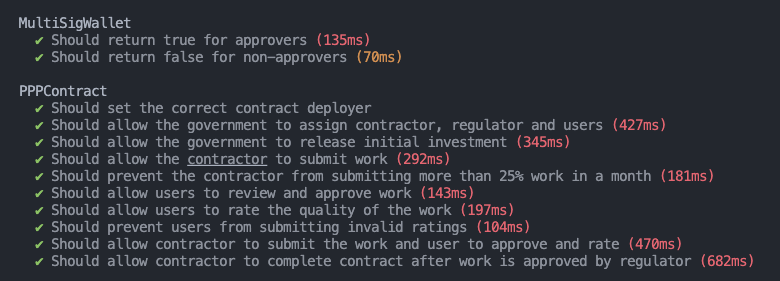 MultiSigWallet
✔ Should return true for approvers (135ms)
✔ Should return false for non-approvers (70ms)
PPPContract
✔ Should set the correct contract deployer
✔ Should allow the government to assign contractor, regulator and users (427ms)
✔ Should allow the government to release initial investment (345ms)
✔ Should allow the contractor to submit work (292ms)
✔ Should prevent the contractor from submitting more than 25% work in a month (181ms)
✔ Should allow users to review and approve work (143ms)
✔ Should allow users to rate the quality of the work (197ms)
✔ Should prevent users from submitting invalid ratings (104ms)
✔ Should allow contractor to submit the work and user to approve and rate (470ms)
✔ Should allow contractor to complete contract after work is approved by regulator (682ms)